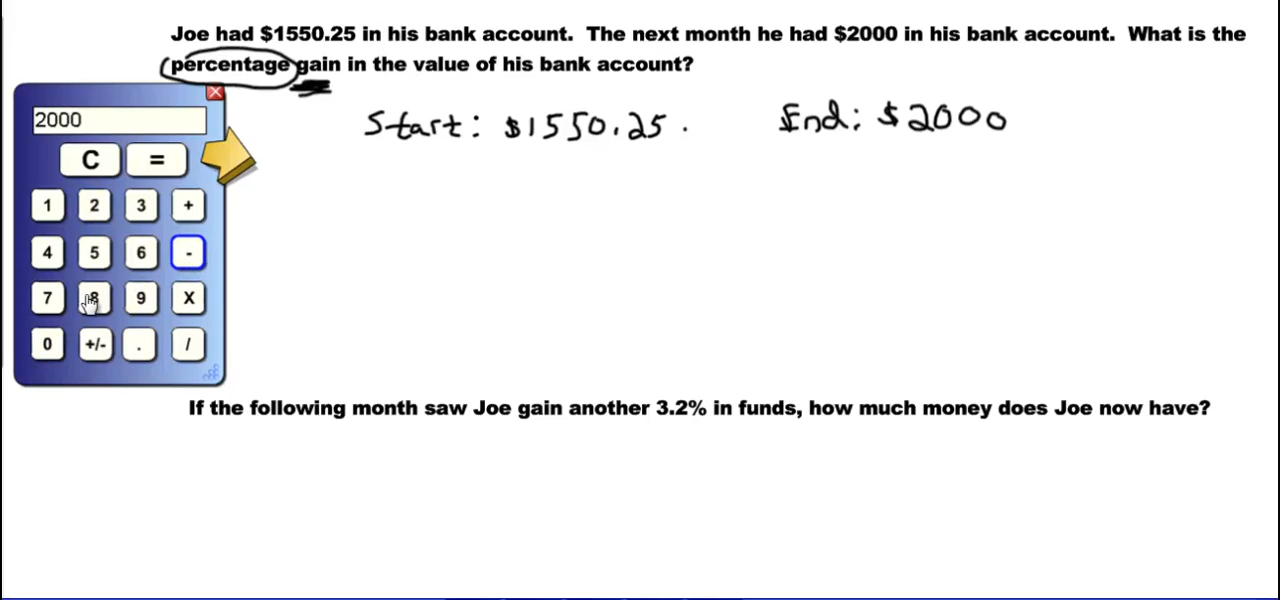 Joe had $1550.25 in his bank account. The next month he had $2000 in his bank account. What is the
percentage gain in the value of his bank account?
2000
Start: $1550.25.
End: $2000
C =
1 2 3 +
4 5 6 -
7 8 9 X
0 +/- . /
If the following month saw Joe gain another 3.2% in funds, how much money does Joe now have?